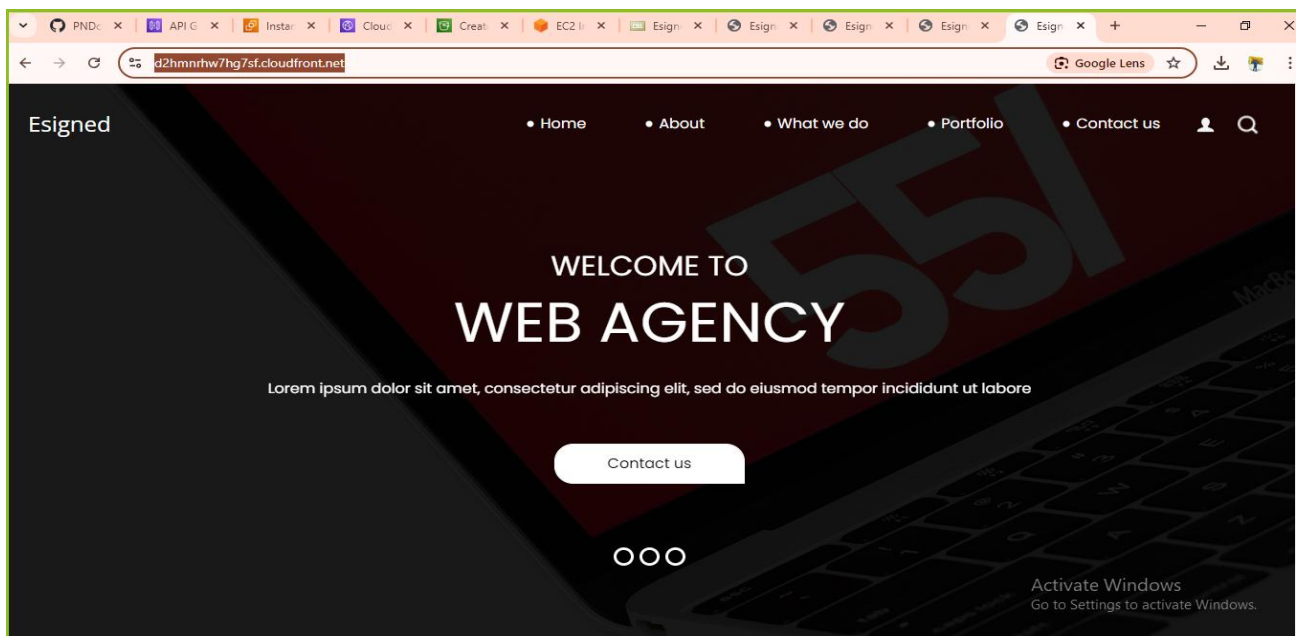 PNDc API G Instar Clouc Creat EC2 I Esign Esign Esign Esign Esign
d2hmnrhw7hg7sf.cloudfront.net Google Lens
Esigned • Home • About • What we do • Portfolio • Contact us
55/
MacBo
WELCOME TO
WEB AGENCY
Lorem ipsum dolor sit amet, consectetur adipiscing elit, sed do eiusmod tempor incididunt ut labore
Contact us
Activate Windows
Go to Settings to activate Windows.